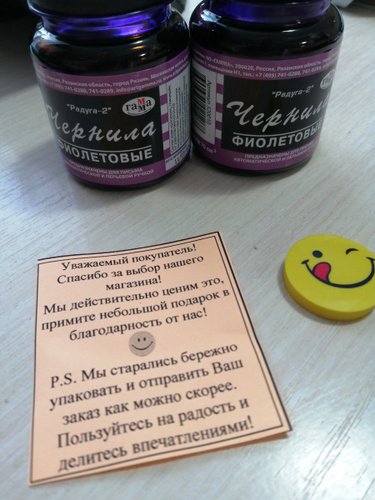 "Радуга-2"
гамма
Чернила
ФИОЛЕТОВЫЕ
"Радуга-2"
Чернила
ФИОЛЕТОВЫЕ
Уважаемый покупатель!
Спасибо за выбор нашего
магазина!
Мы действительно ценим это,
примите небольшой подарок в
благодарность от нас!
P.S. Мы старались бережно
упаковать и отправить Ваш
заказ как можно скорее.
Пользуйтесь на радость и
делитесь впечатлениями!